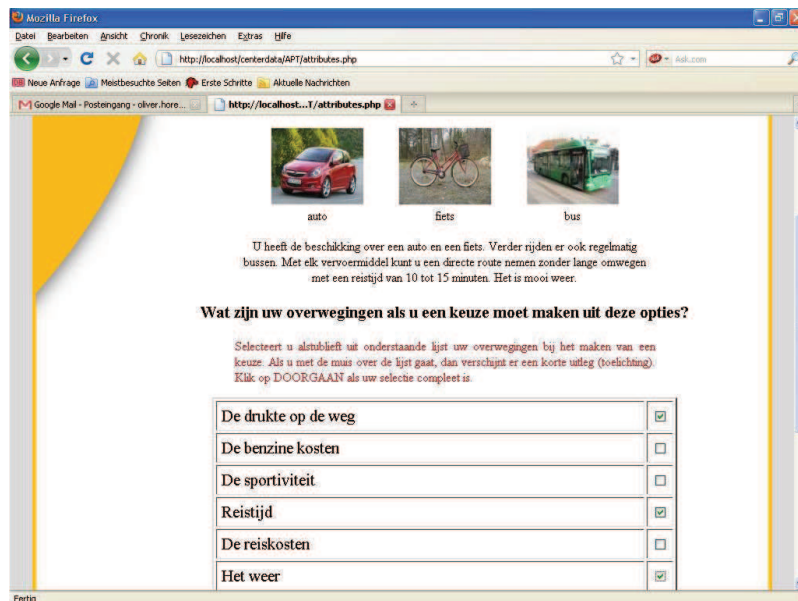 Mozilla Firefox
Datei Bearbeiten Ansicht Chronik Lesezeichen Extras Hilfe
http://localhost/centerdata/APT/attributes.php
Ask.com
Neue Anfrage Meistbesuchte Seiten Erste Schritte Aktuelle Nachrichten
Google Mail - Posteingang - oliver.hore... http://localhost...T/attributes.php
auto fiets bus
U heeft de beschikking over een auto en een fiets. Verder rijden er ook regelmatig
bussen. Met elk vervoermiddel kunt u een directe route nemen zonder lange omwegen
met een reistijd van 10 tot 15 minuten. Het is mooi weer.
Wat zijn uw overwegingen als u een keuze moet maken uit deze opties?
Selecteert u alstublieft uit onderstaande lijst uw overwegingen bij het maken van een
keuze. Als u met de muis over de lijst gaat, dan verschijnt er een korte uitleg (toelichting).
Klik op DOORGAAN als uw selectie compleet is.
De drukte op de weg
De benzine kosten
De sportiviteit
Reistijd
De reiskosten
Het weer
Fertig